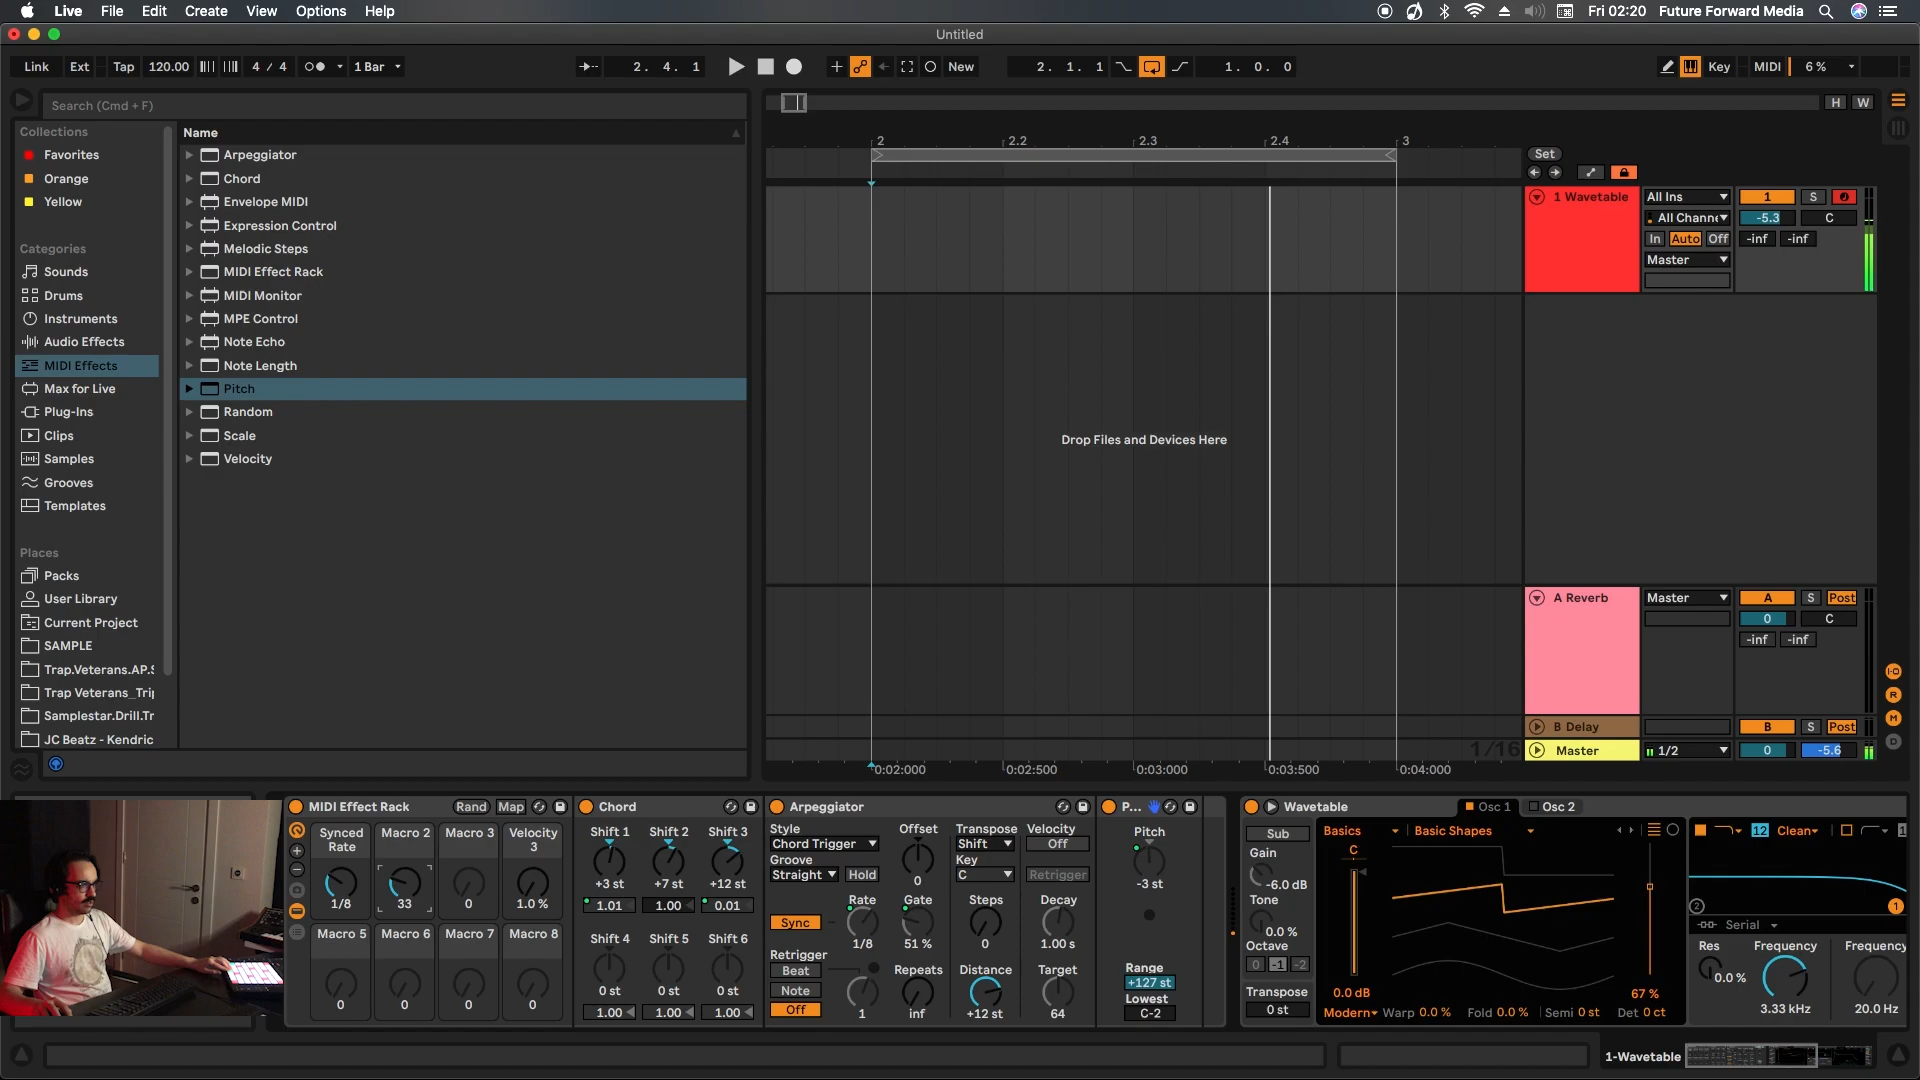 Live File Edit Create View Options Help
Fri 02:20 Future Forward Media
Untitled
Link Ext Tap 120.00 4 / 4 1 Bar
2. 4. 1
New
2. 1. 1
1. 0. 0
Key MIDI 6 %
Search (Cmd + F)
H W
Collections
Favorites
Orange
Yellow
Categories
Sounds
Drums
Instruments
Audio Effects
MIDI Effects
Max for Live
Plug-Ins
Clips
Samples
Grooves
Templates
Places
Packs
User Library
Current Project
SAMPLE
Trap.Veterans.AP.S
Trap Veterans_Trip
Samplestar.Drill.Tr
JC Beatz - Kendric
Name
Arpeggiator
Chord
Envelope MIDI
Expression Control
Melodic Steps
MIDI Effect Rack
MIDI Monitor
MPE Control
Note Echo
Note Length
Pitch
Random
Scale
Velocity
2 2.2 2.3 2.4 3
Set
Drop Files and Devices Here
1/16
0:02:000 0:02:500 0:03:000 0:03:500 0:04:000
1 Wavetable All Ins 1 S
All Channe -5.3 C
In Auto Off -inf -inf
Master
A Reverb Master A S Post
0 C
-inf -inf
B Delay B S Post
Master 1/2 0 -5.6
I-O
R
M
D
MIDI Effect Rack Rand Map
Synced Rate Macro 2 Macro 3 Velocity 3
1/8 33 0 1.0 %
Macro 5 Macro 6 Macro 7 Macro 8
0 0 0 0
Chord
Shift 1 Shift 2 Shift 3
+3 st +7 st +12 st
1.01 1.00 0.01
Shift 4 Shift 5 Shift 6
0 st 0 st 0 st
1.00 1.00 1.00
Arpeggiator
Style Offset Transpose Velocity
Chord Trigger Shift Off
Groove Key
Straight Hold 0 C Retrigger
Rate Gate Steps Decay
Sync
1/8 51 % 0 1.00 s
Retrigger
Beat Repeats Distance Target
Note
Off 1 inf +12 st 64
P...
Pitch
-3 st
Range
+127 st
Lowest
C-2
Wavetable Osc 1 Osc 2
Sub Basics Basic Shapes 12 Clean
Gain C
-6.0 dB
Tone
0.0 %
Octave
0 -1 -2
Transpose
0 st
0.0 dB
67 %
Modern Warp 0.0 % Fold 0.0 % Semi 0 st Det 0 ct
2 1
Serial
Res Frequency Frequency
0.0 %
3.33 kHz 20.0 Hz
1-Wavetable